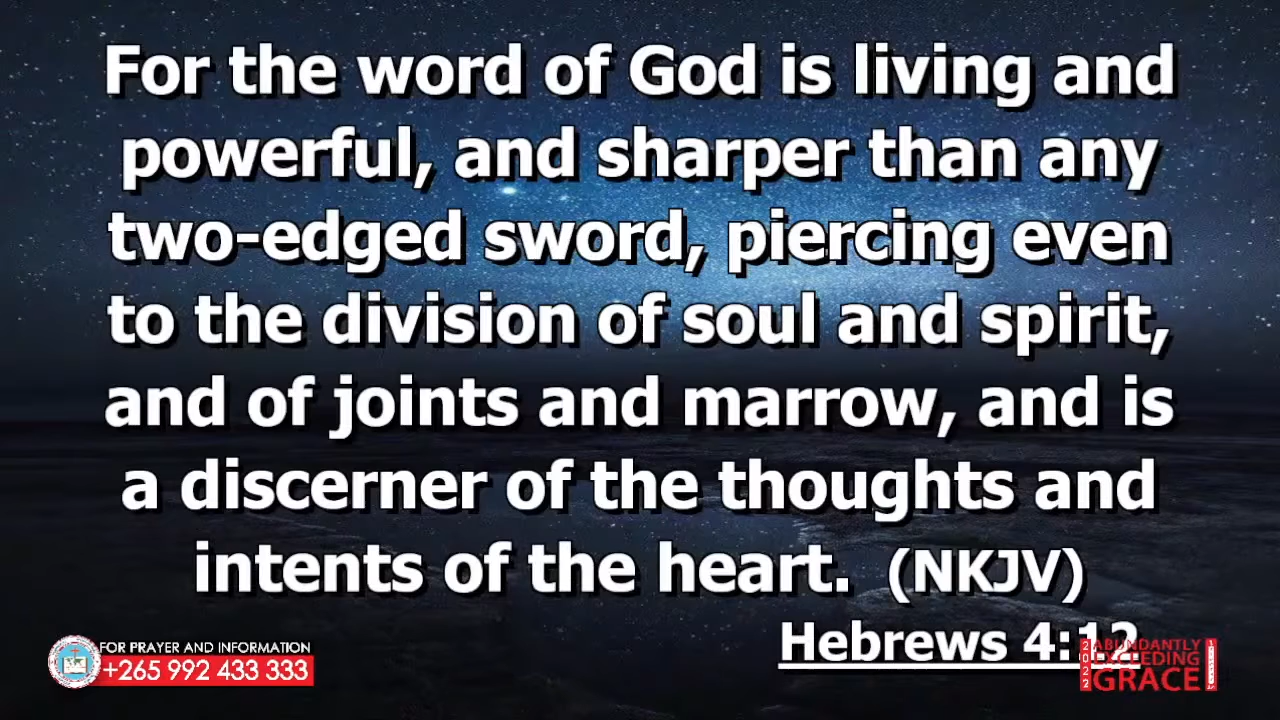 For the word of God is living and
powerful, and sharper than any
two-edged sword, piercing even
to the division of soul and spirit,
and of joints and marrow, and is
a discerner of the thoughts and
intents of the heart. (NKJV)
Hebrews 4:12
FOR PRAYER AND INFORMATION
+265 992 433 333
2022
ABUNDANTLY
EXCEEDING
GRACE